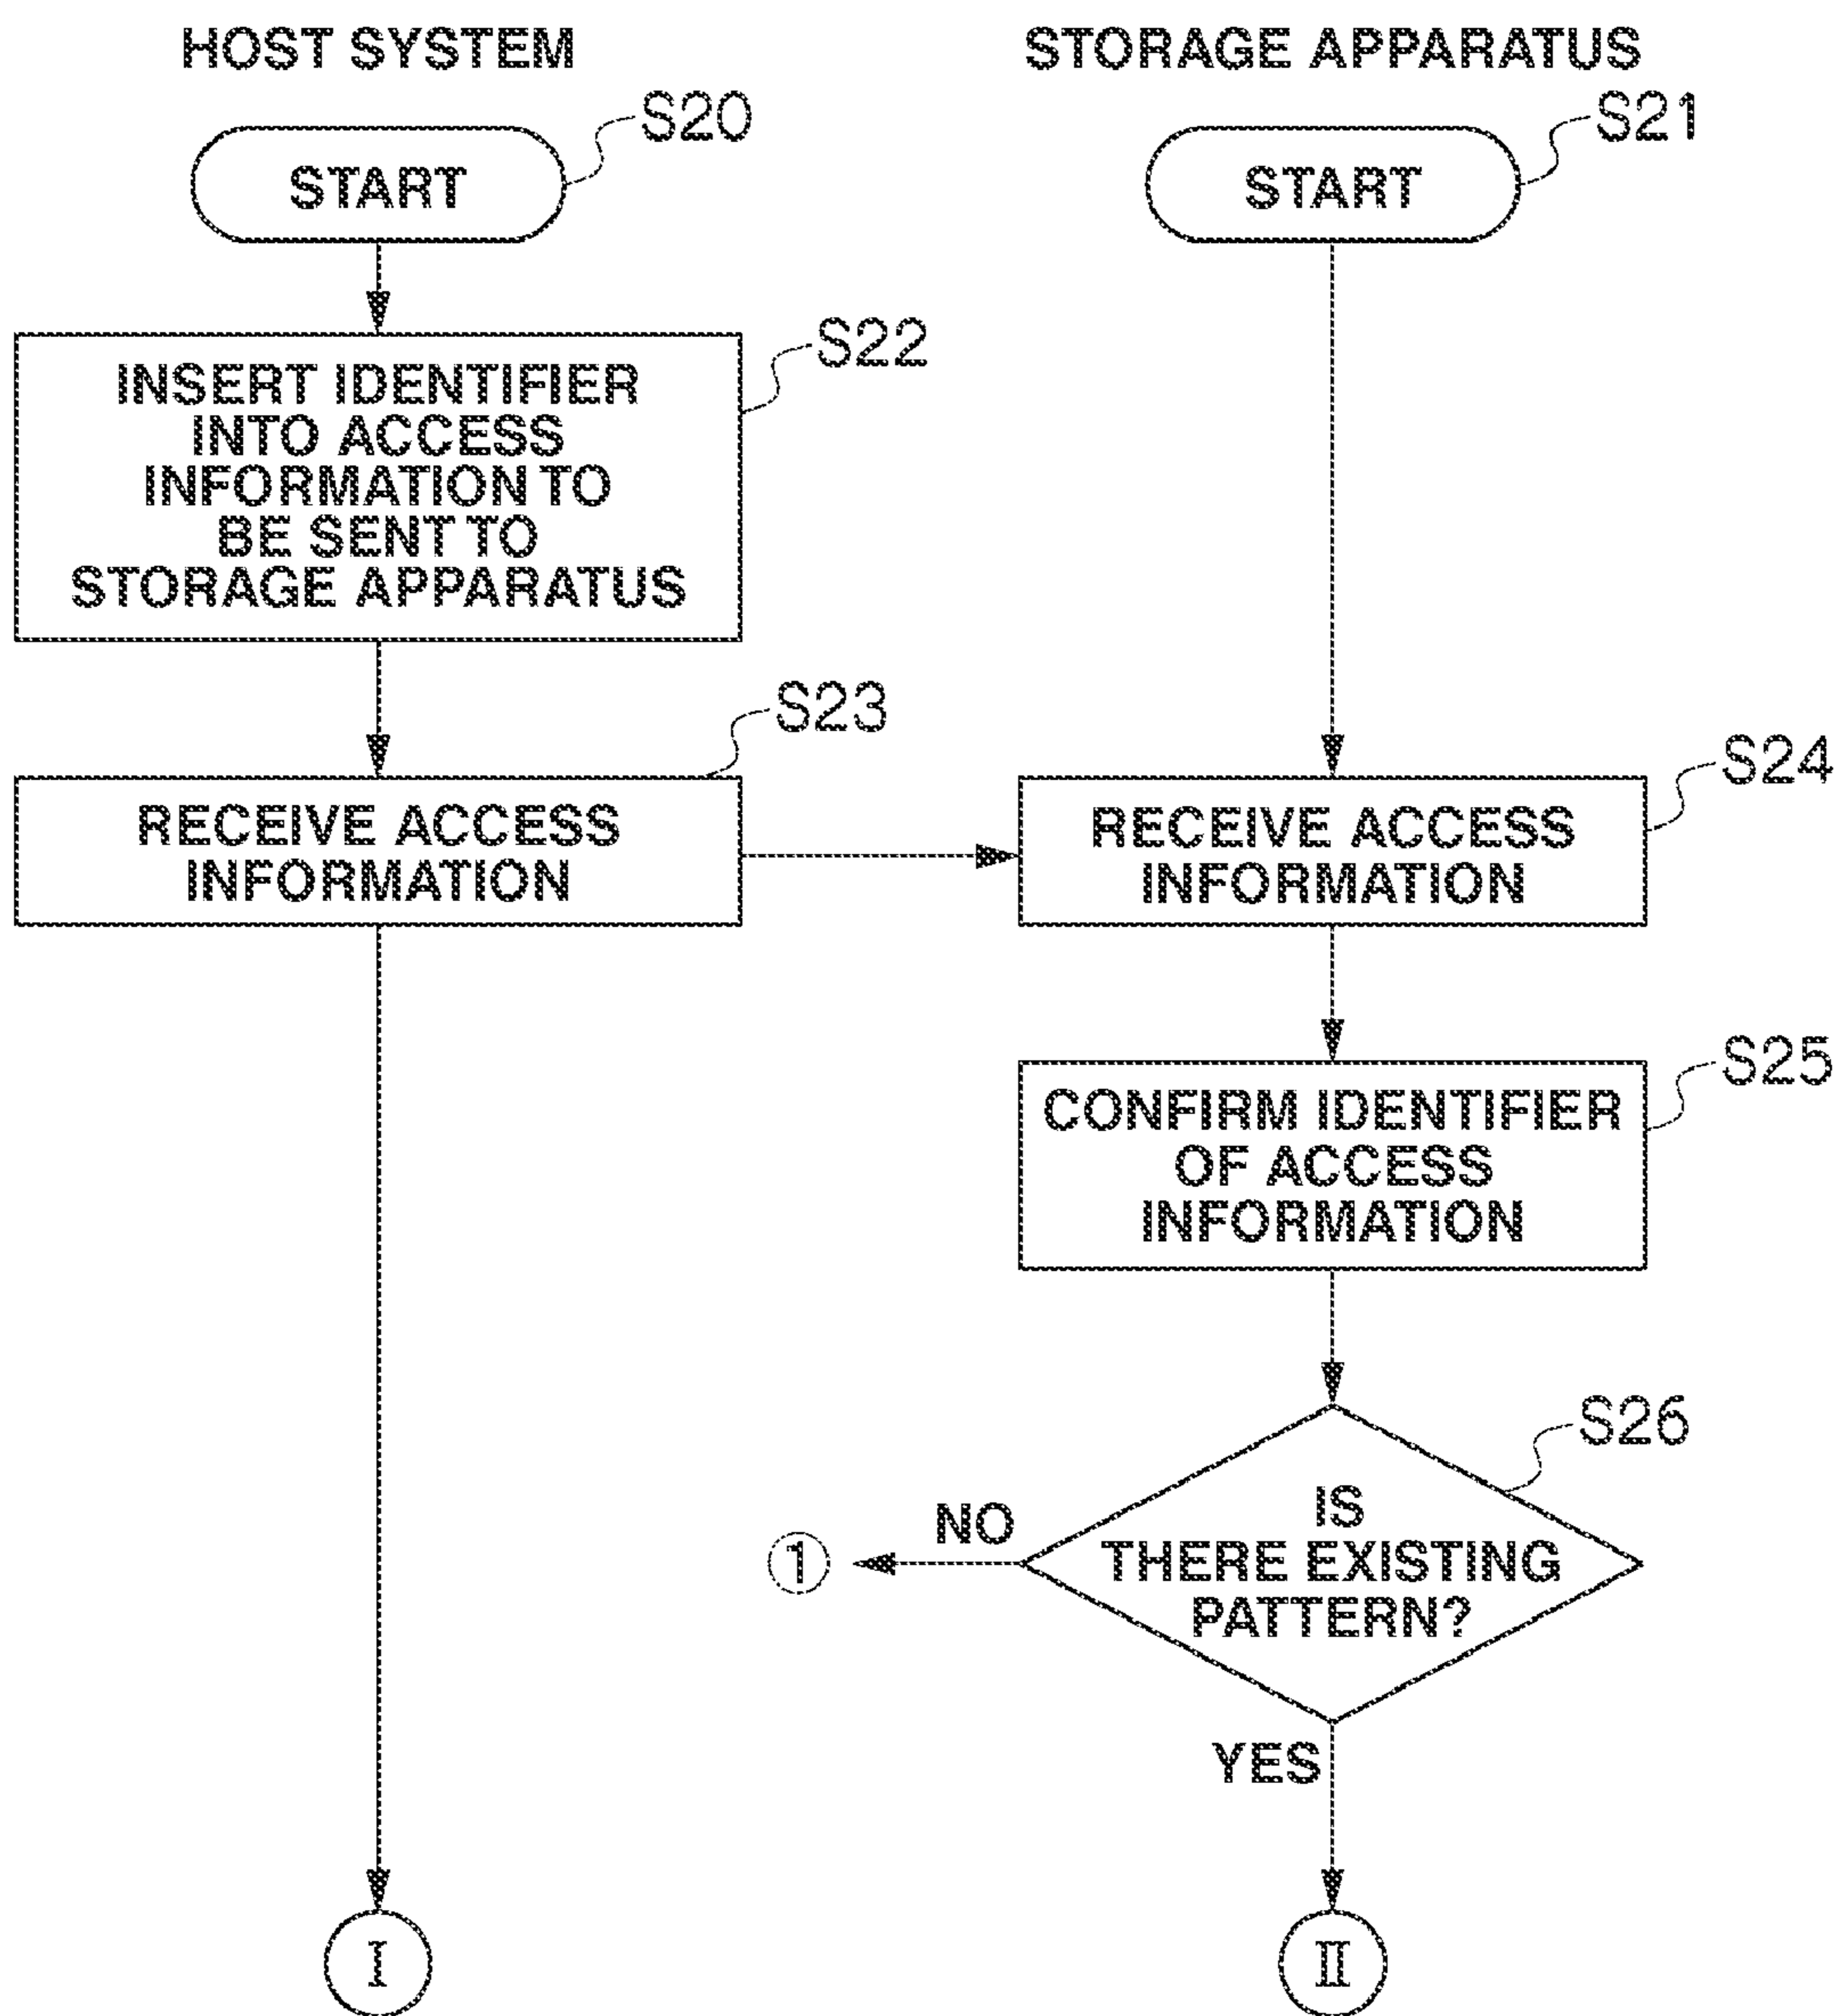 HOST SYSTEM
STORAGE APPARATUS
S20
START
S21
START
S22
INSERT IDENTIFIER
INTO ACCESS
INFORMATION TO
BE SENT TO
STORAGE APPARATUS
S23
RECEIVE ACCESS
INFORMATION
S24
RECEIVE ACCESS
INFORMATION
S25
CONFIRM IDENTIFIER
OF ACCESS
INFORMATION
S26
IS
THERE EXISTING
PATTERN?
NO
1
YES
I
II